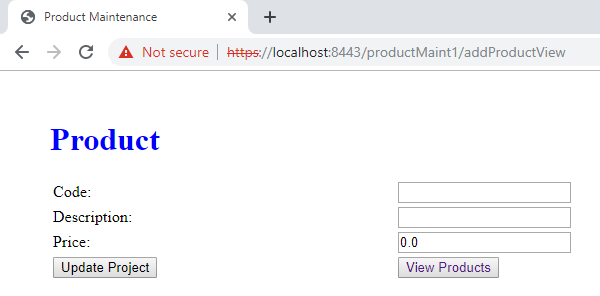 Product Maintenance
Not secure | https://localhost:8443/productMaint1/addProductView
Product
Code:
Description:
Price: 0.0
Update Project View Products